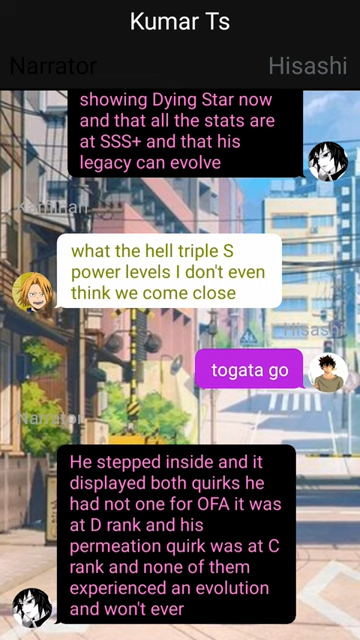 Kumar Ts
Narrator
Hisashi
showing Dying Star now
and that all the stats are
at SSS+ and that his
legacy can evolve
what the hell triple S
power levels I don't even
think we come close
Hisashi
togata go
Narrator
He stepped inside and it
displayed both quirks he
had not one for OFA it was
at D rank and his
permeation quirk was at C
rank and none of them
experienced an evolution
and won't ever